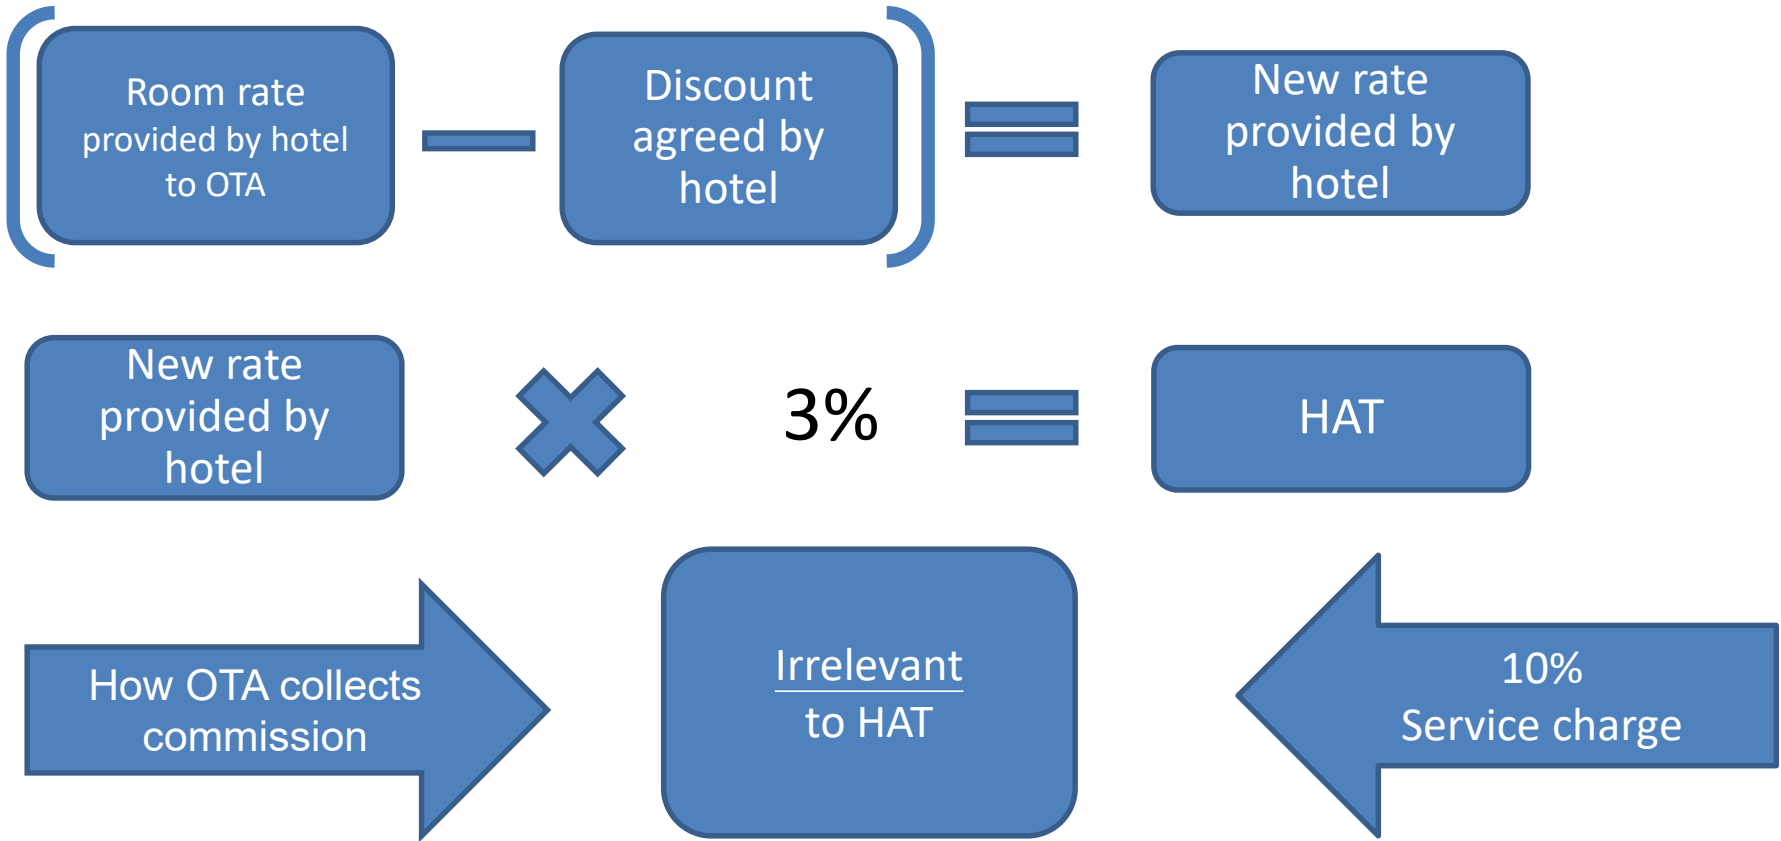 Room rate
provided by hotel
to OTA
Discount
agreed by
hotel
New rate
provided by
hotel
New rate
provided by
hotel
3%
HAT
How OTA collects
commission
Irrelevant
to HAT
10%
Service charge